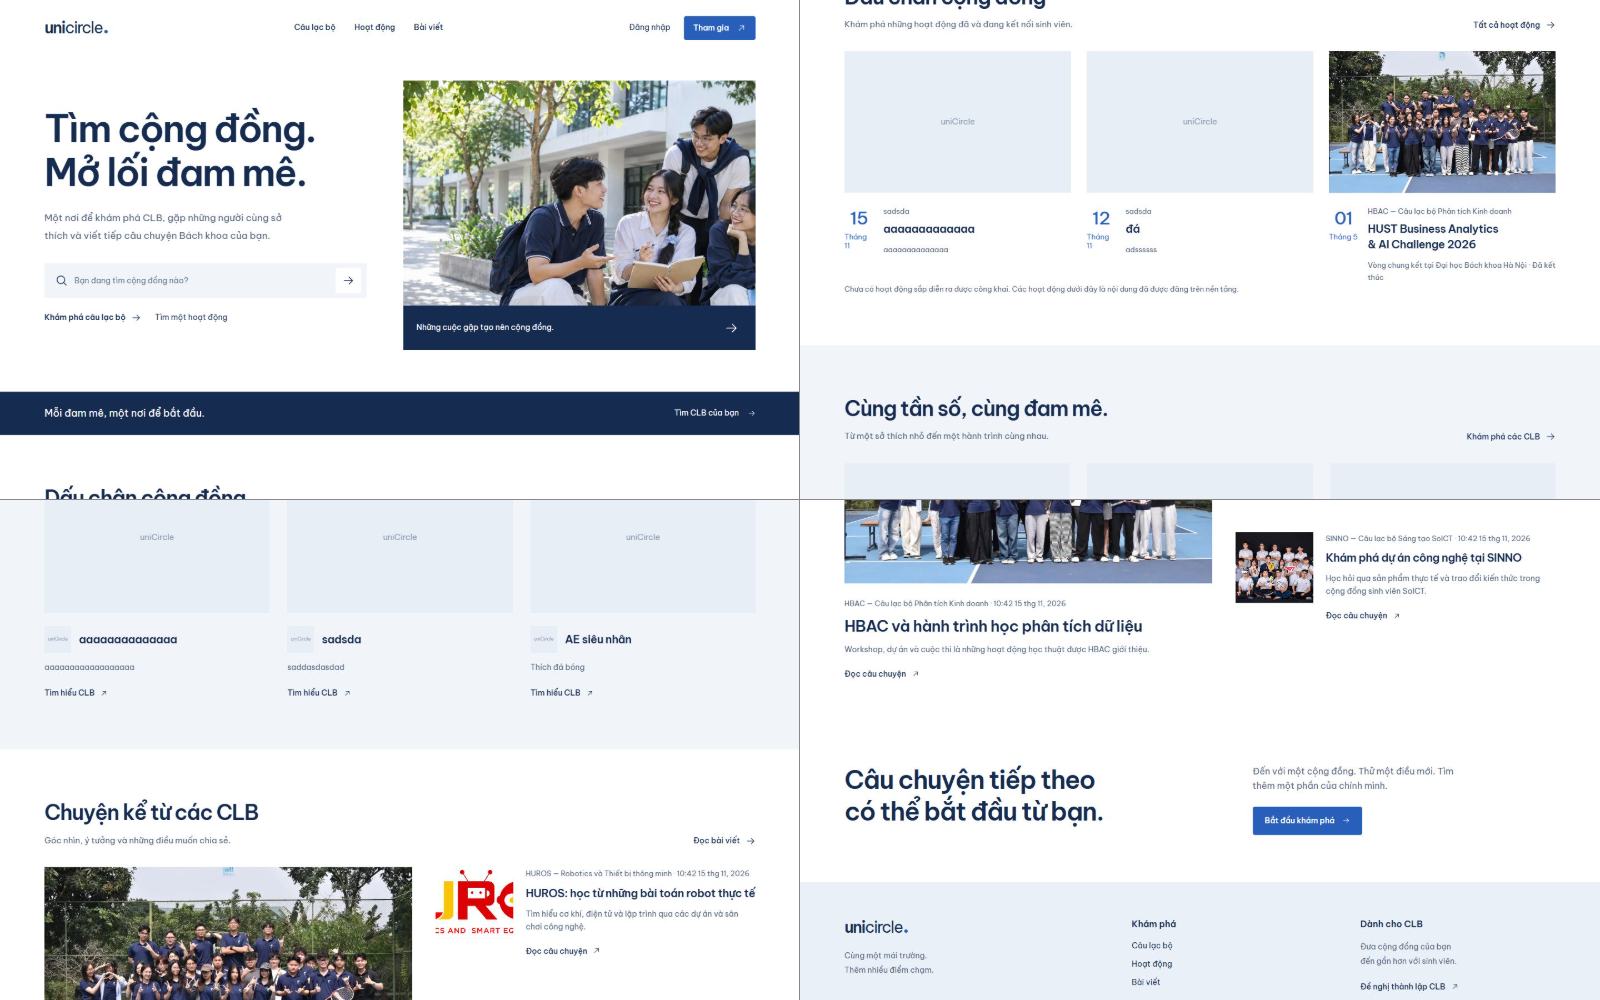 unicircle.
Câu lạc bộ
Hoạt động
Bài viết
Đăng nhập
Tham gia
Tìm cộng đồng.
Mở lối đam mê.
Một nơi để khám phá CLB, gặp những người cùng sở
thích và viết tiếp câu chuyện Bách khoa của bạn.
Bạn đang tìm cộng đồng nào?
Khám phá câu lạc bộ
Tìm một hoạt động
Những cuộc gặp tạo nên cộng đồng.
Mỗi đam mê, một nơi để bắt đầu.
Tìm CLB của bạn
Dấu chân cộng đồng
Dấu chân cộng đồng
Khám phá những hoạt động đã và đang kết nối sinh viên.
Tất cả hoạt động
uniCircle
uniCircle
15
Tháng
11
sadsda
aaaaaaaaaaaaa
aaaaaaaaaaaaa
12
Tháng
11
sadsda
đá
adssssss
01
Tháng 5
HBAC — Câu lạc bộ Phân tích Kinh doanh
HUST Business Analytics
& AI Challenge 2026
Vòng chung kết tại Đại học Bách khoa Hà Nội · Đã kết
thúc
Chưa có hoạt động sắp diễn ra được công khai. Các hoạt động dưới đây là nội dung đã được đăng trên nền tảng.
Cùng tần số, cùng đam mê.
Từ một sở thích nhỏ đến một hành trình cùng nhau.
Khám phá các CLB
uniCircle
uniCircle
uniCircle
uniCircle
aaaaaaaaaaaaaa
aaaaaaaaaaaaaaaaa
Tìm hiểu CLB
uniCircle
sadsda
saddasdasdad
Tìm hiểu CLB
uniCircle
AE siêu nhân
Thích đá bóng
Tìm hiểu CLB
Chuyện kể từ các CLB
Góc nhìn, ý tưởng và những điều muốn chia sẻ.
Đọc bài viết
HUROS — Robotics và Thiết bị thông minh · 10:42 15 thg 11, 2026
HUROS: học từ những bài toán robot thực tế
Tìm hiểu cơ khí, điện tử và lập trình qua các dự án và sân
chơi công nghệ.
Đọc câu chuyện
CS AND SMART EQ
HBAC — Câu lạc bộ Phân tích Kinh doanh · 10:42 15 thg 11, 2026
HBAC và hành trình học phân tích dữ liệu
Workshop, dự án và cuộc thi là những hoạt động học thuật được HBAC giới thiệu.
Đọc câu chuyện
SINNO — Câu lạc bộ Sáng tạo SoICT · 10:42 15 thg 11, 2026
Khám phá dự án công nghệ tại SINNO
Học hỏi qua sản phẩm thực tế và trao đổi kiến thức trong
cộng đồng sinh viên SoICT.
Đọc câu chuyện
Câu chuyện tiếp theo
có thể bắt đầu từ bạn.
Đến với một cộng đồng. Thử một điều mới. Tìm
thêm một phần của chính mình.
Bắt đầu khám phá
unicircle.
Cùng một mái trường.
Thêm nhiều điểm chạm.
Khám phá
Câu lạc bộ
Hoạt động
Bài viết
Dành cho CLB
Đưa cộng đồng của bạn
đến gần hơn với sinh viên.
Đề nghị thành lập CLB